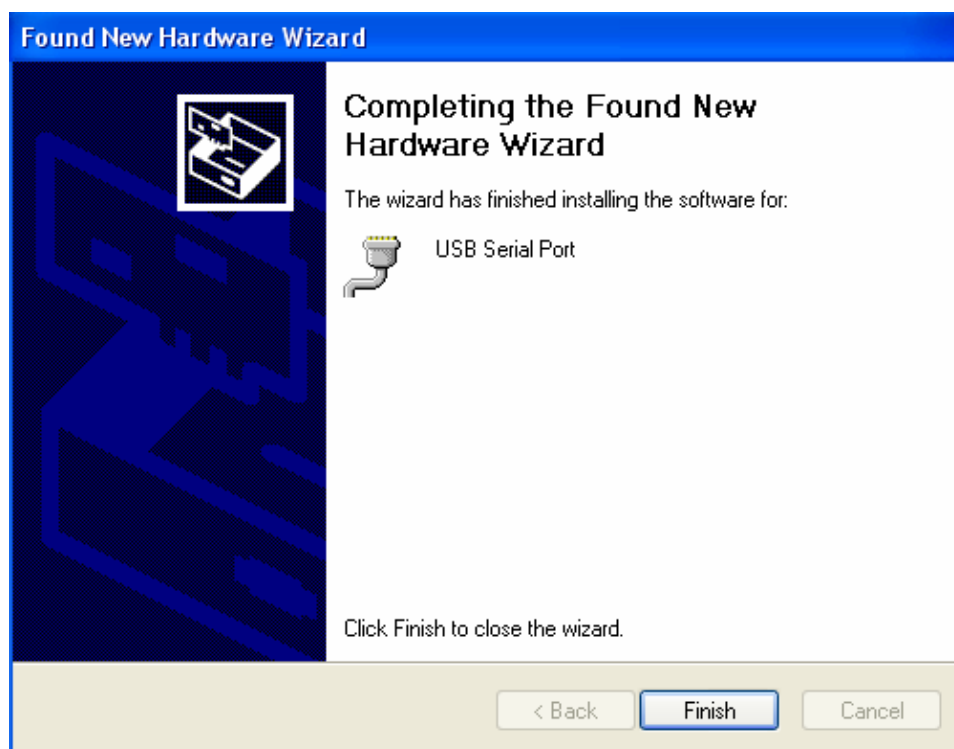 Found New Hardware Wizard
Completing the Found New
Hardware Wizard
The wizard has finished installing the software for:
USB Serial Port
Click Finish to close the wizard.
< Back
Finish
Cancel